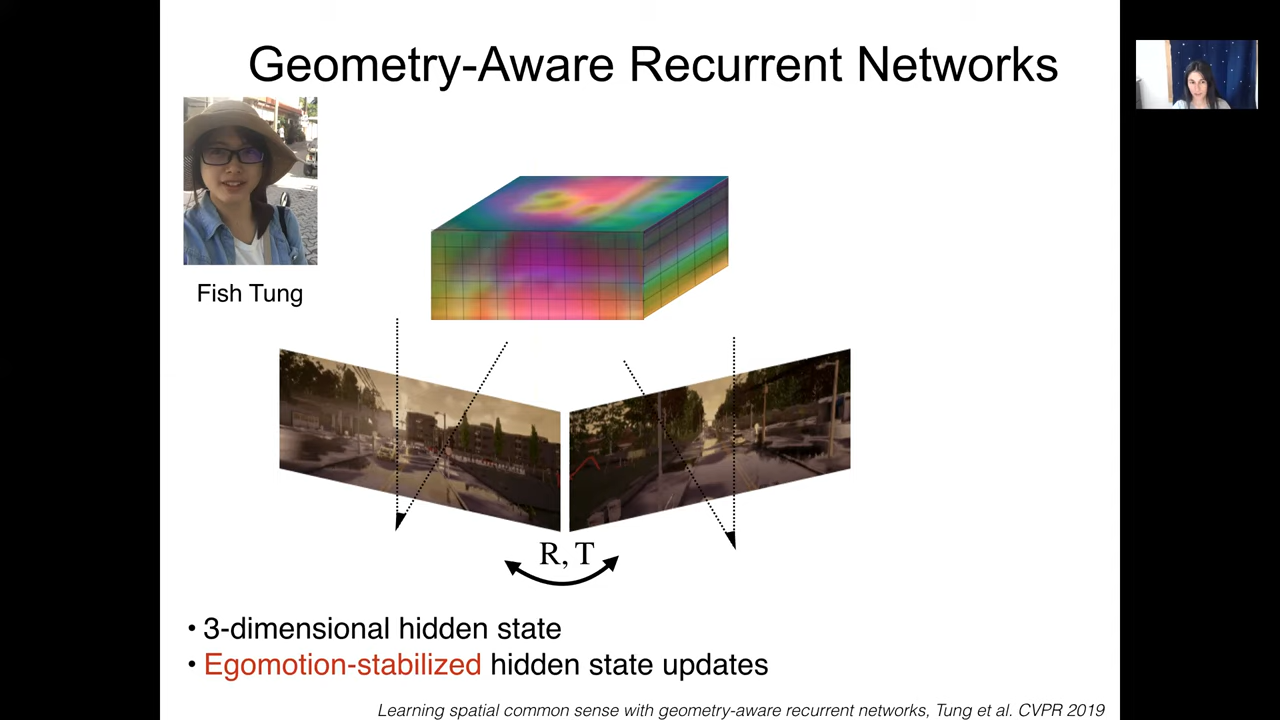 Geometry-Aware Recurrent Networks
Fish Tung
R, T
• 3-dimensional hidden state
• Egomotion-stabilized hidden state updates
Learning spatial common sense with geometry-aware recurrent networks, Tung et al. CVPR 2019